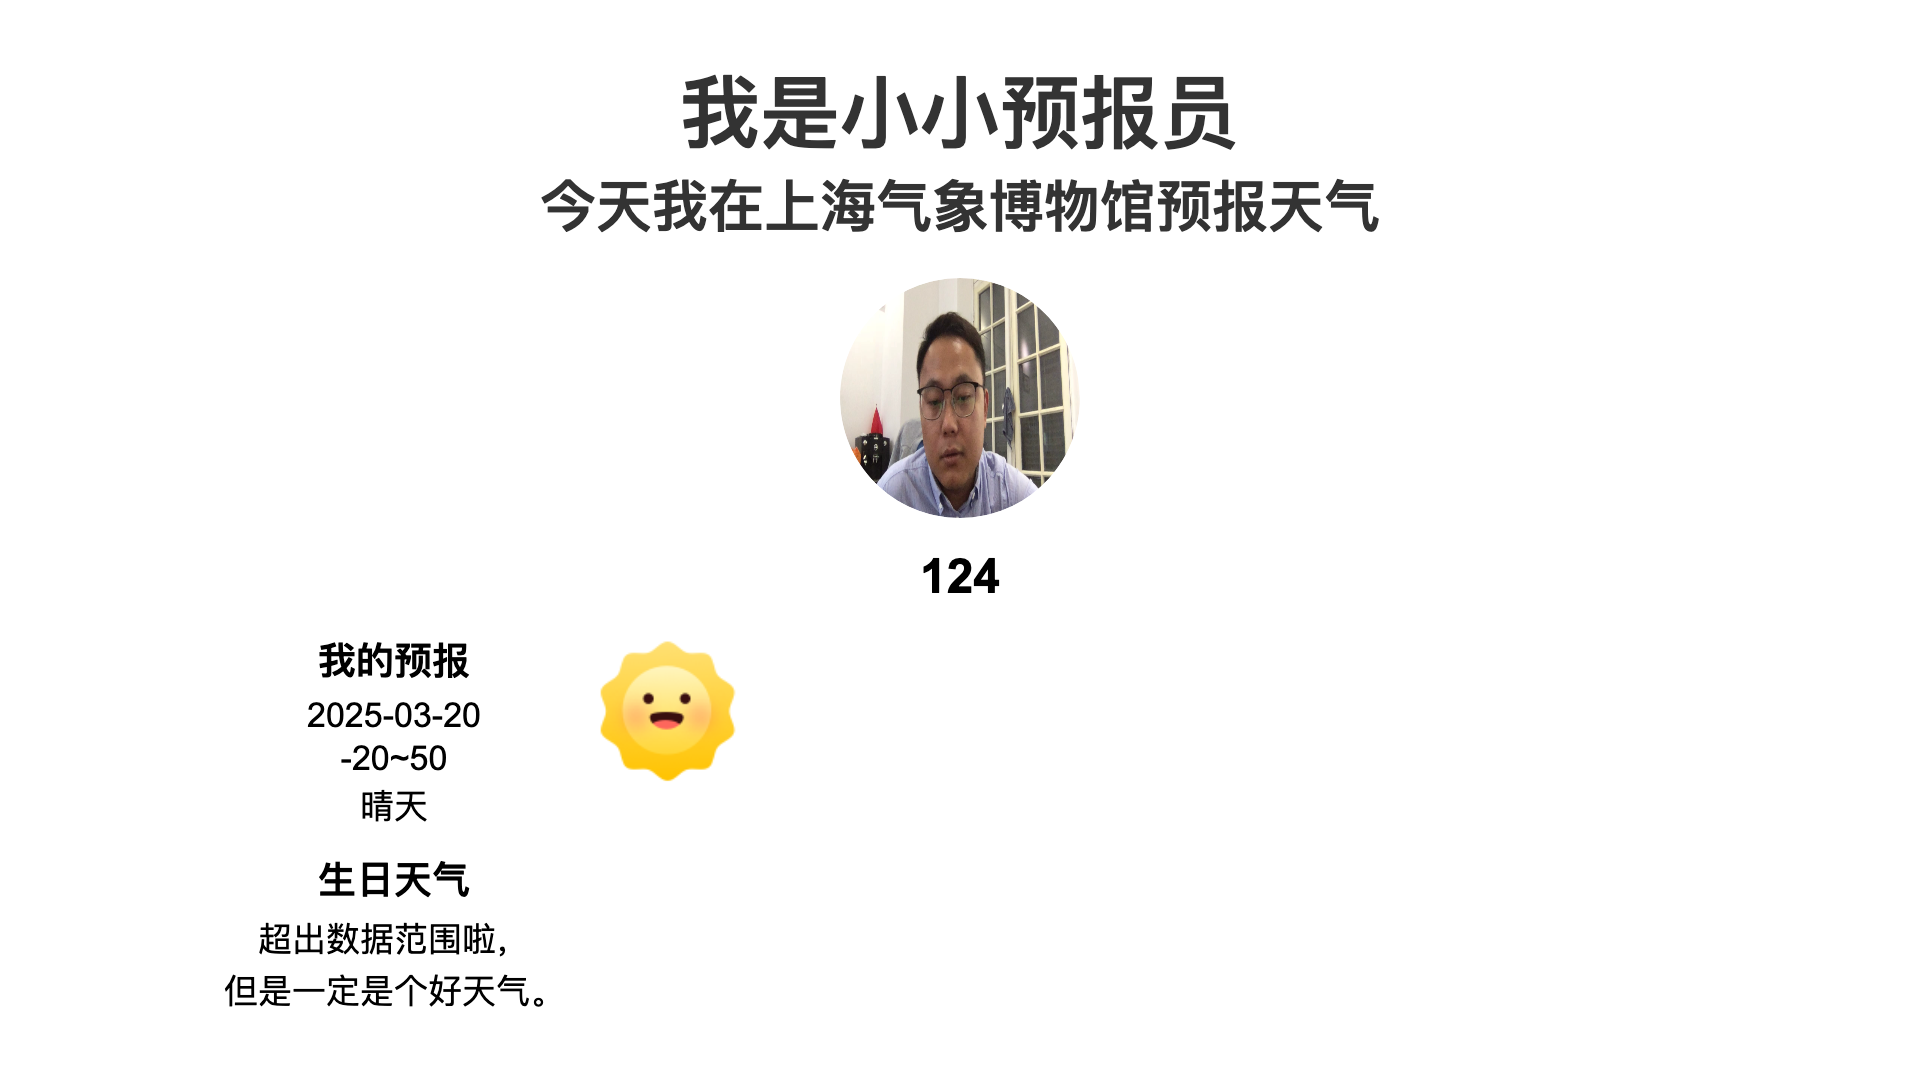 我是小小预报员
今天我在上海气象博物馆预报天气
124
我的预报
2025-03-20
-20~50
晴天
生日天气
超出数据范围啦，
但是一定是个好天气。